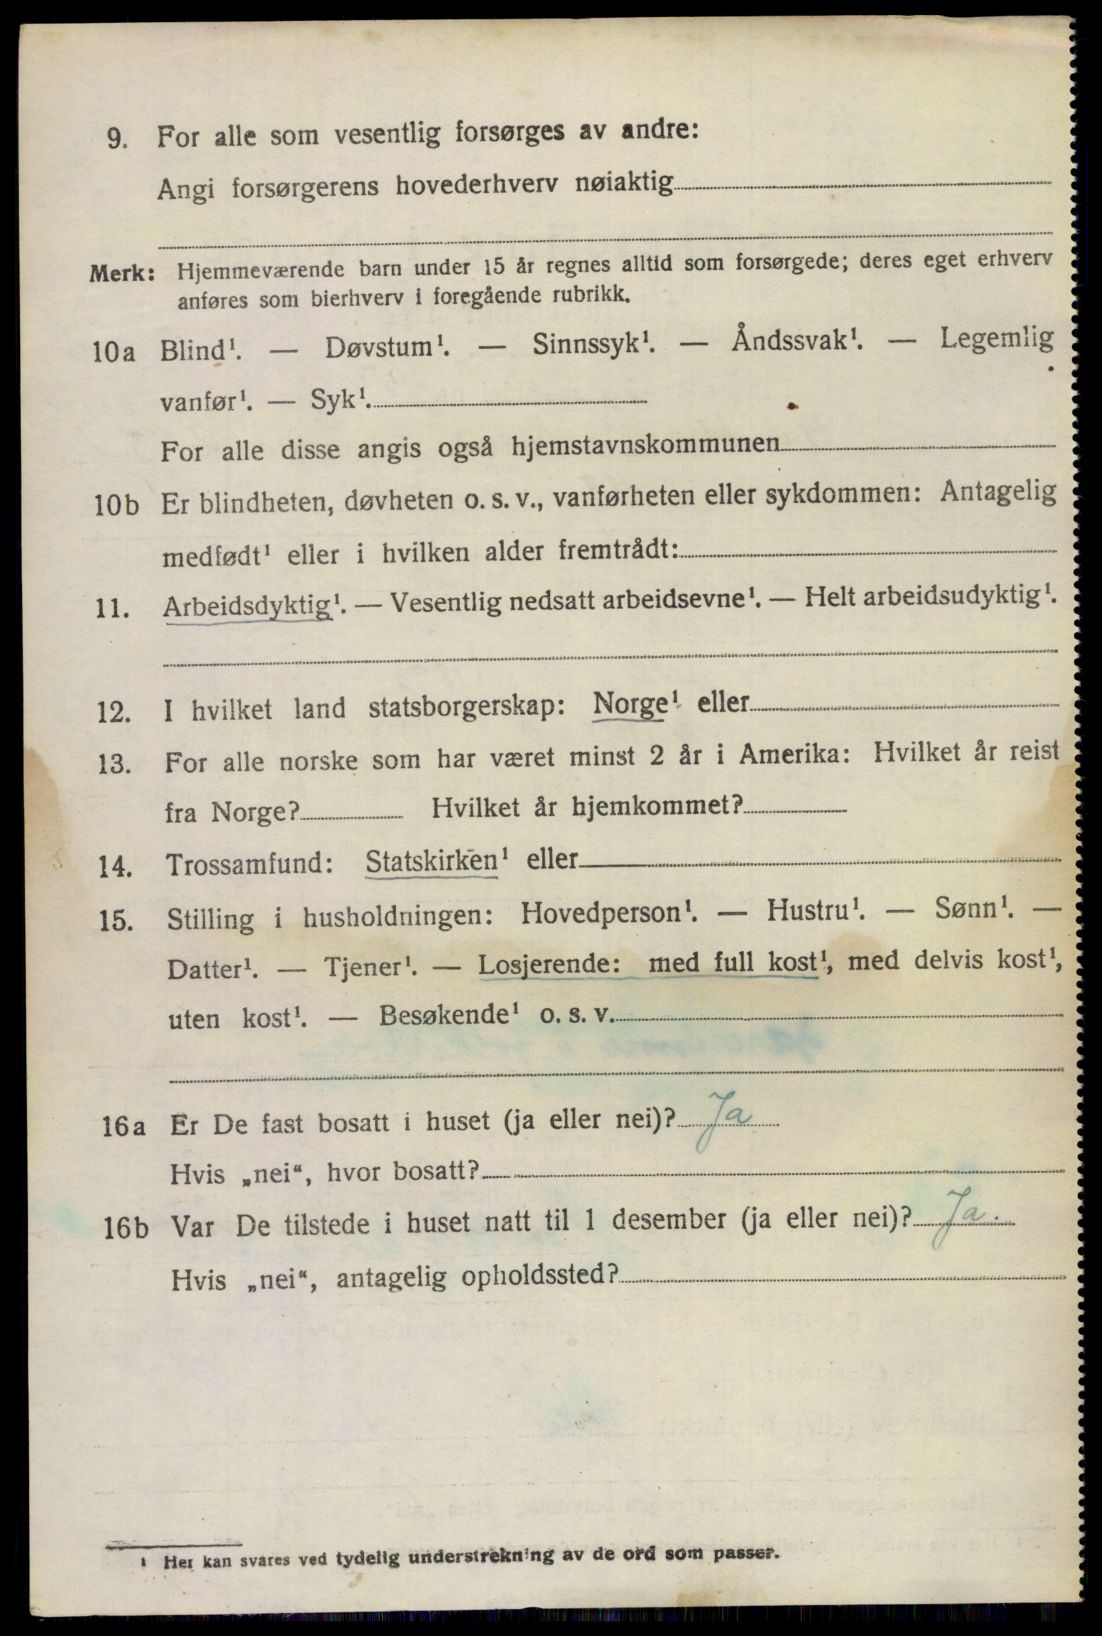 9. For alle som vesentlig forsørges av andre:
Angi forsørgerens hovederhverv nøiaktig
Merk: Hjemmeværende barn under 15 år regnes alltid som forsørgede; deres eget erhverv
anføres som bierhverv i foregående rubrikk.
10a Blind¹. — Døvstum¹. — Sinnssyk¹. — Åndssvak¹. — Legemlig
vanfør¹. — Syk¹.
For alle disse angis også hjemstavnskommunen
10b Er blindheten, døvheten o. s. v., vanførheten eller sykdommen: Antagelig
medfødt¹ eller i hvilken alder fremtrådt:
11. Arbeidsdyktig¹. — Vesentlig nedsatt arbeidsevne¹. — Helt arbeidsudyktig¹.
12. I hvilket land statsborgerskap: Norge¹ eller
13. For alle norske som har været minst 2 år i Amerika: Hvilket år reist
fra Norge? Hvilket år hjemkommet?
14. Trossamfund: Statskirken¹ eller
15. Stilling i husholdningen: Hovedperson¹. — Hustru¹. — Sønn¹. —
Datter¹. — Tjener¹. — Losjerende: med full kost¹, med delvis kost¹,
uten kost¹. — Besøkende¹ o. s. v.
16a Er De fast bosatt i huset (ja eller nei)? Ja
Hvis „nei“, hvor bosatt?
16b Var De tilstede i huset natt til 1 desember (ja eller nei)? Ja.
Hvis „nei“, antagelig opholdssted?
¹ Her kan svares ved tydelig understrekning av de ord som passer.